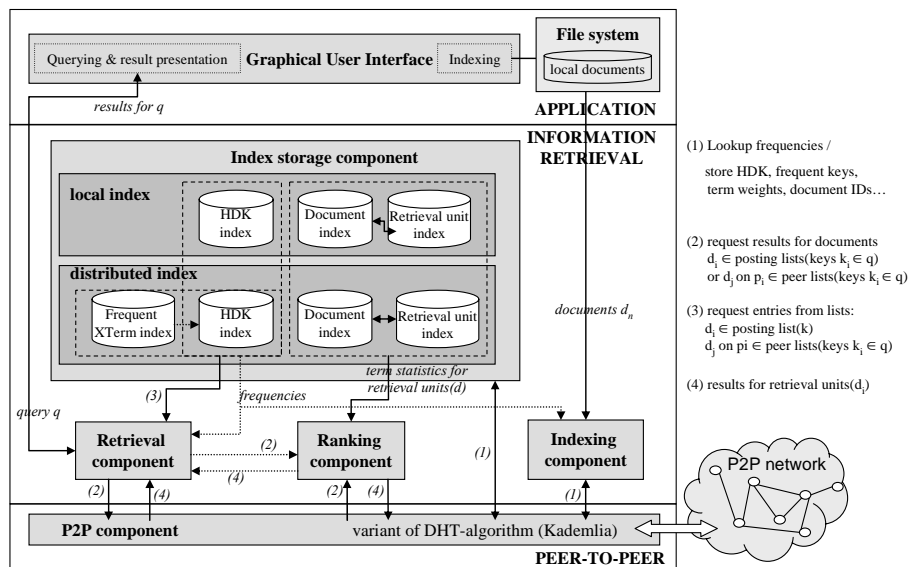 File system
Querying & result presentation
Graphical User Interface
Indexing
local documents
results for q
APPLICATION
INFORMATION
RETRIEVAL
Index storage component
local index
HDK
index
Document
index
Retrieval unit
index
distributed index
Frequent
XTerm index
HDK
index
Document
index
Retrieval unit
index
documents dn
term statistics for
retrieval units(d)
(3)
frequencies
query q
Retrieval
component
(2)
(4)
Ranking
component
(1)
Indexing
component
(2)
(4)
(2)
(4)
(1)
P2P component
variant of DHT-algorithm (Kademlia)
PEER-TO-PEER
(1) Lookup frequencies /
store HDK, frequent keys,
term weights, document IDs…
(2) request results for documents
di ∈ posting lists(keys ki ∈ q)
or dj on pi ∈ peer lists(keys ki ∈ q)
(3) request entries from lists:
di ∈ posting list(k)
dj on pi ∈ peer lists(keys ki ∈ q)
(4) results for retrieval units(di)
P2P network